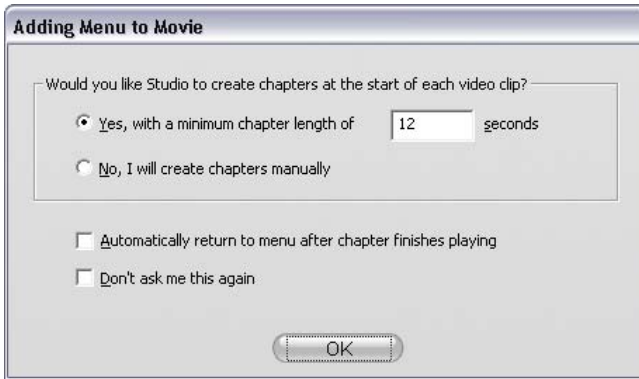 Adding Menu to Movie
Would you like Studio to create chapters at the start of each video clip?
Yes, with a minimum chapter length of 12 seconds
No, I will create chapters manually
Automatically return to menu after chapter finishes playing
Don't ask me this again
OK